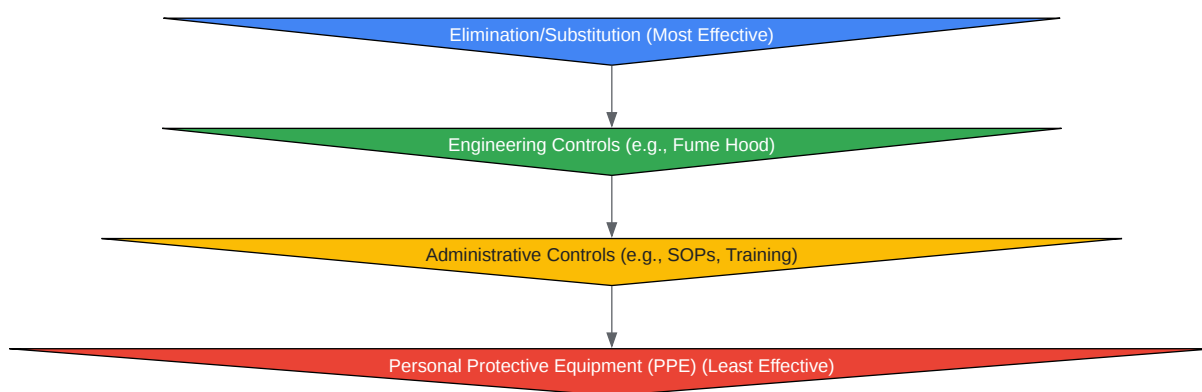 Elimination/Substitution (Most Effective)
Engineering Controls (e.g., Fume Hood)
Administrative Controls (e.g., SOPs, Training)
Personal Protective Equipment (PPE) (Least Effective)